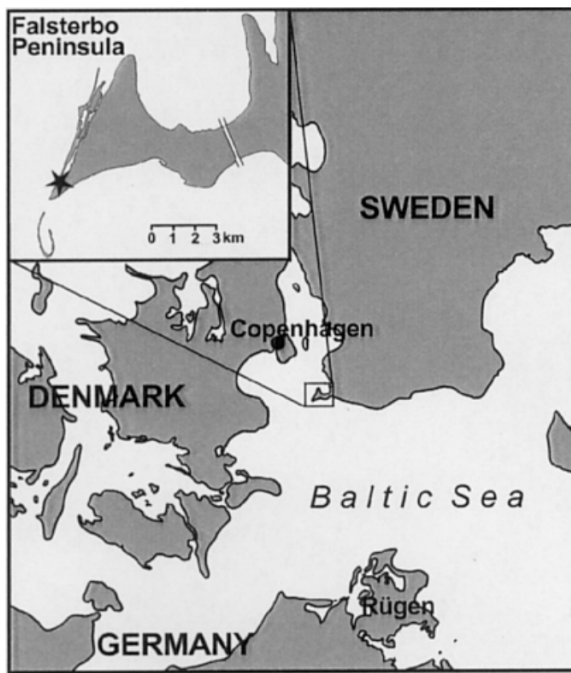 Falsterbo
Peninsula
0 1 2 3 km
SWEDEN
Copenhagen
DENMARK
Baltic Sea
Rügen
GERMANY